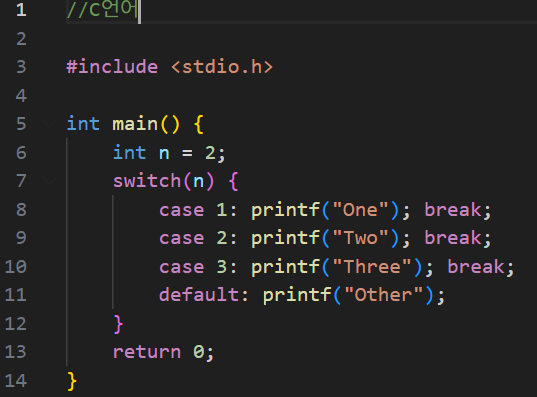 1 //C언어
2
3 #include <stdio.h>
4
5 int main() {
6     int n = 2;
7     switch(n) {
8         case 1: printf("One"); break;
9         case 2: printf("Two"); break;
10         case 3: printf("Three"); break;
11         default: printf("Other");
12     }
13     return 0;
14 }